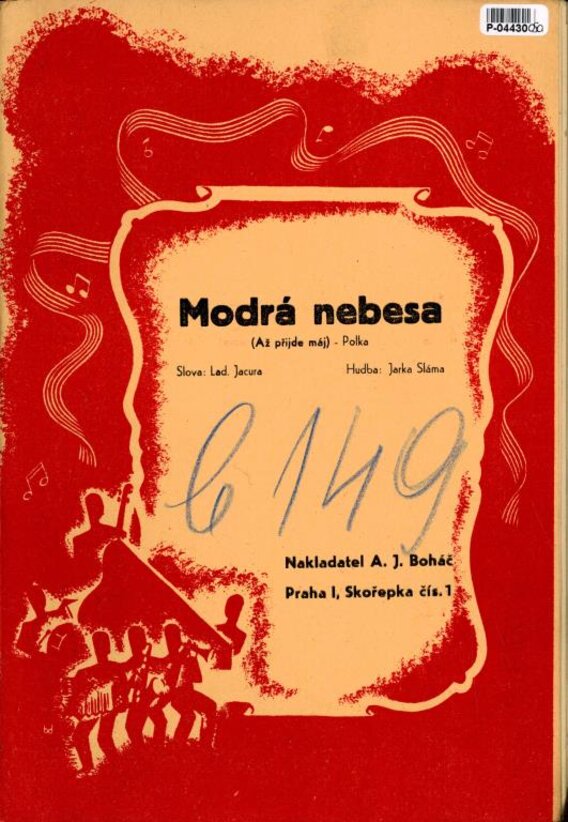 P-04430
Modrá nebesa
(Až přijde máj) - Polka
Slova: Lad. Jacura
Hudba: Jarka Sláma
149
Nakladatel A. J. Boháč
Praha I, Skořepka čís. 1